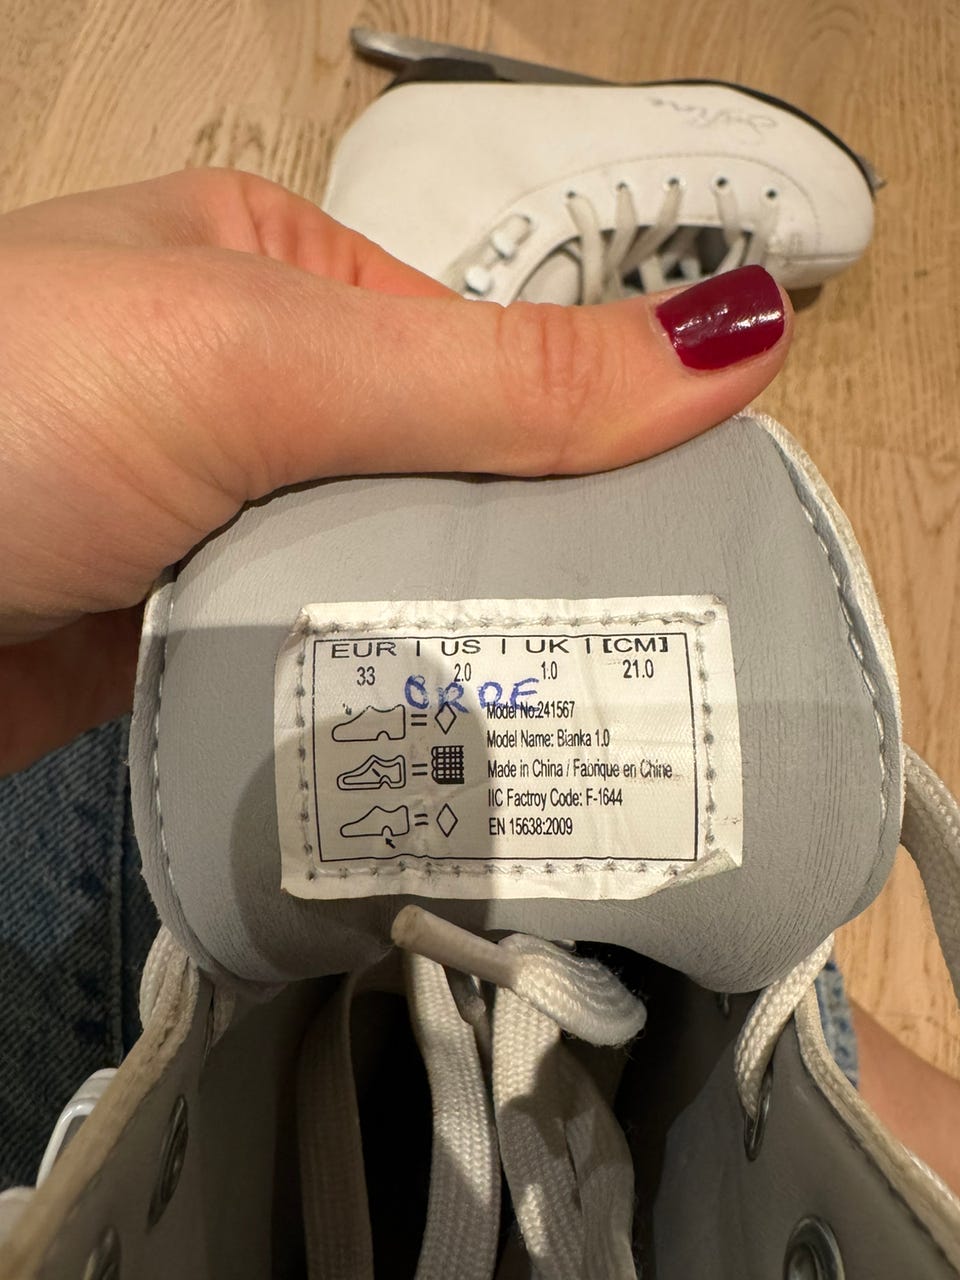 EUR | US | UK | [CM]
33 2.0 1.0 21.0
Model No.241567
Model Name: Bianka 1.0
Made in China / Fabrique en Chine
IIC Factroy Code: F-1644
EN 15638:2009